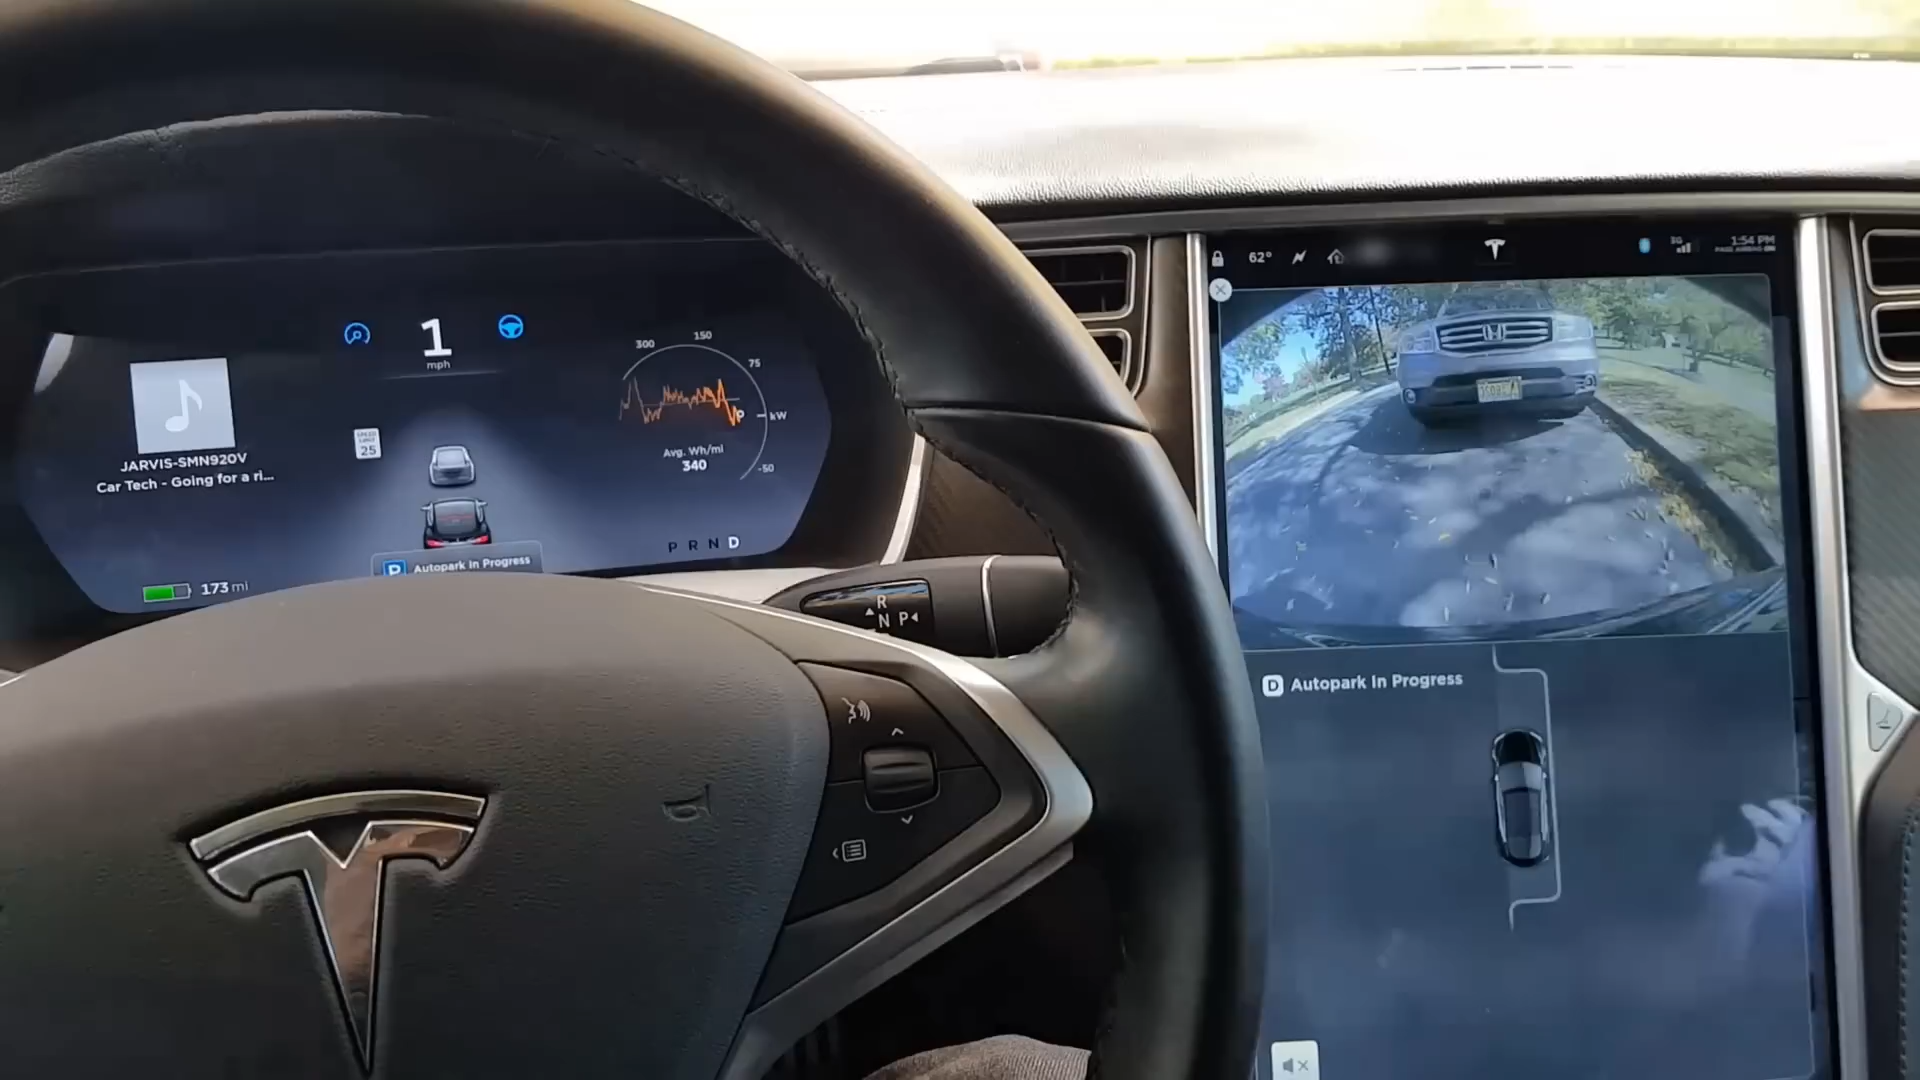 1
mph
300
150
75
kW
-50
Avg. Wh/mi
340
SPEED
LIMIT
25
JARVIS-SMN920V
Car Tech - Going for a ri...
P R N D
P Autopark In Progress
173 mi
R
N P
62°
3G
1:54 PM
D Autopark In Progress